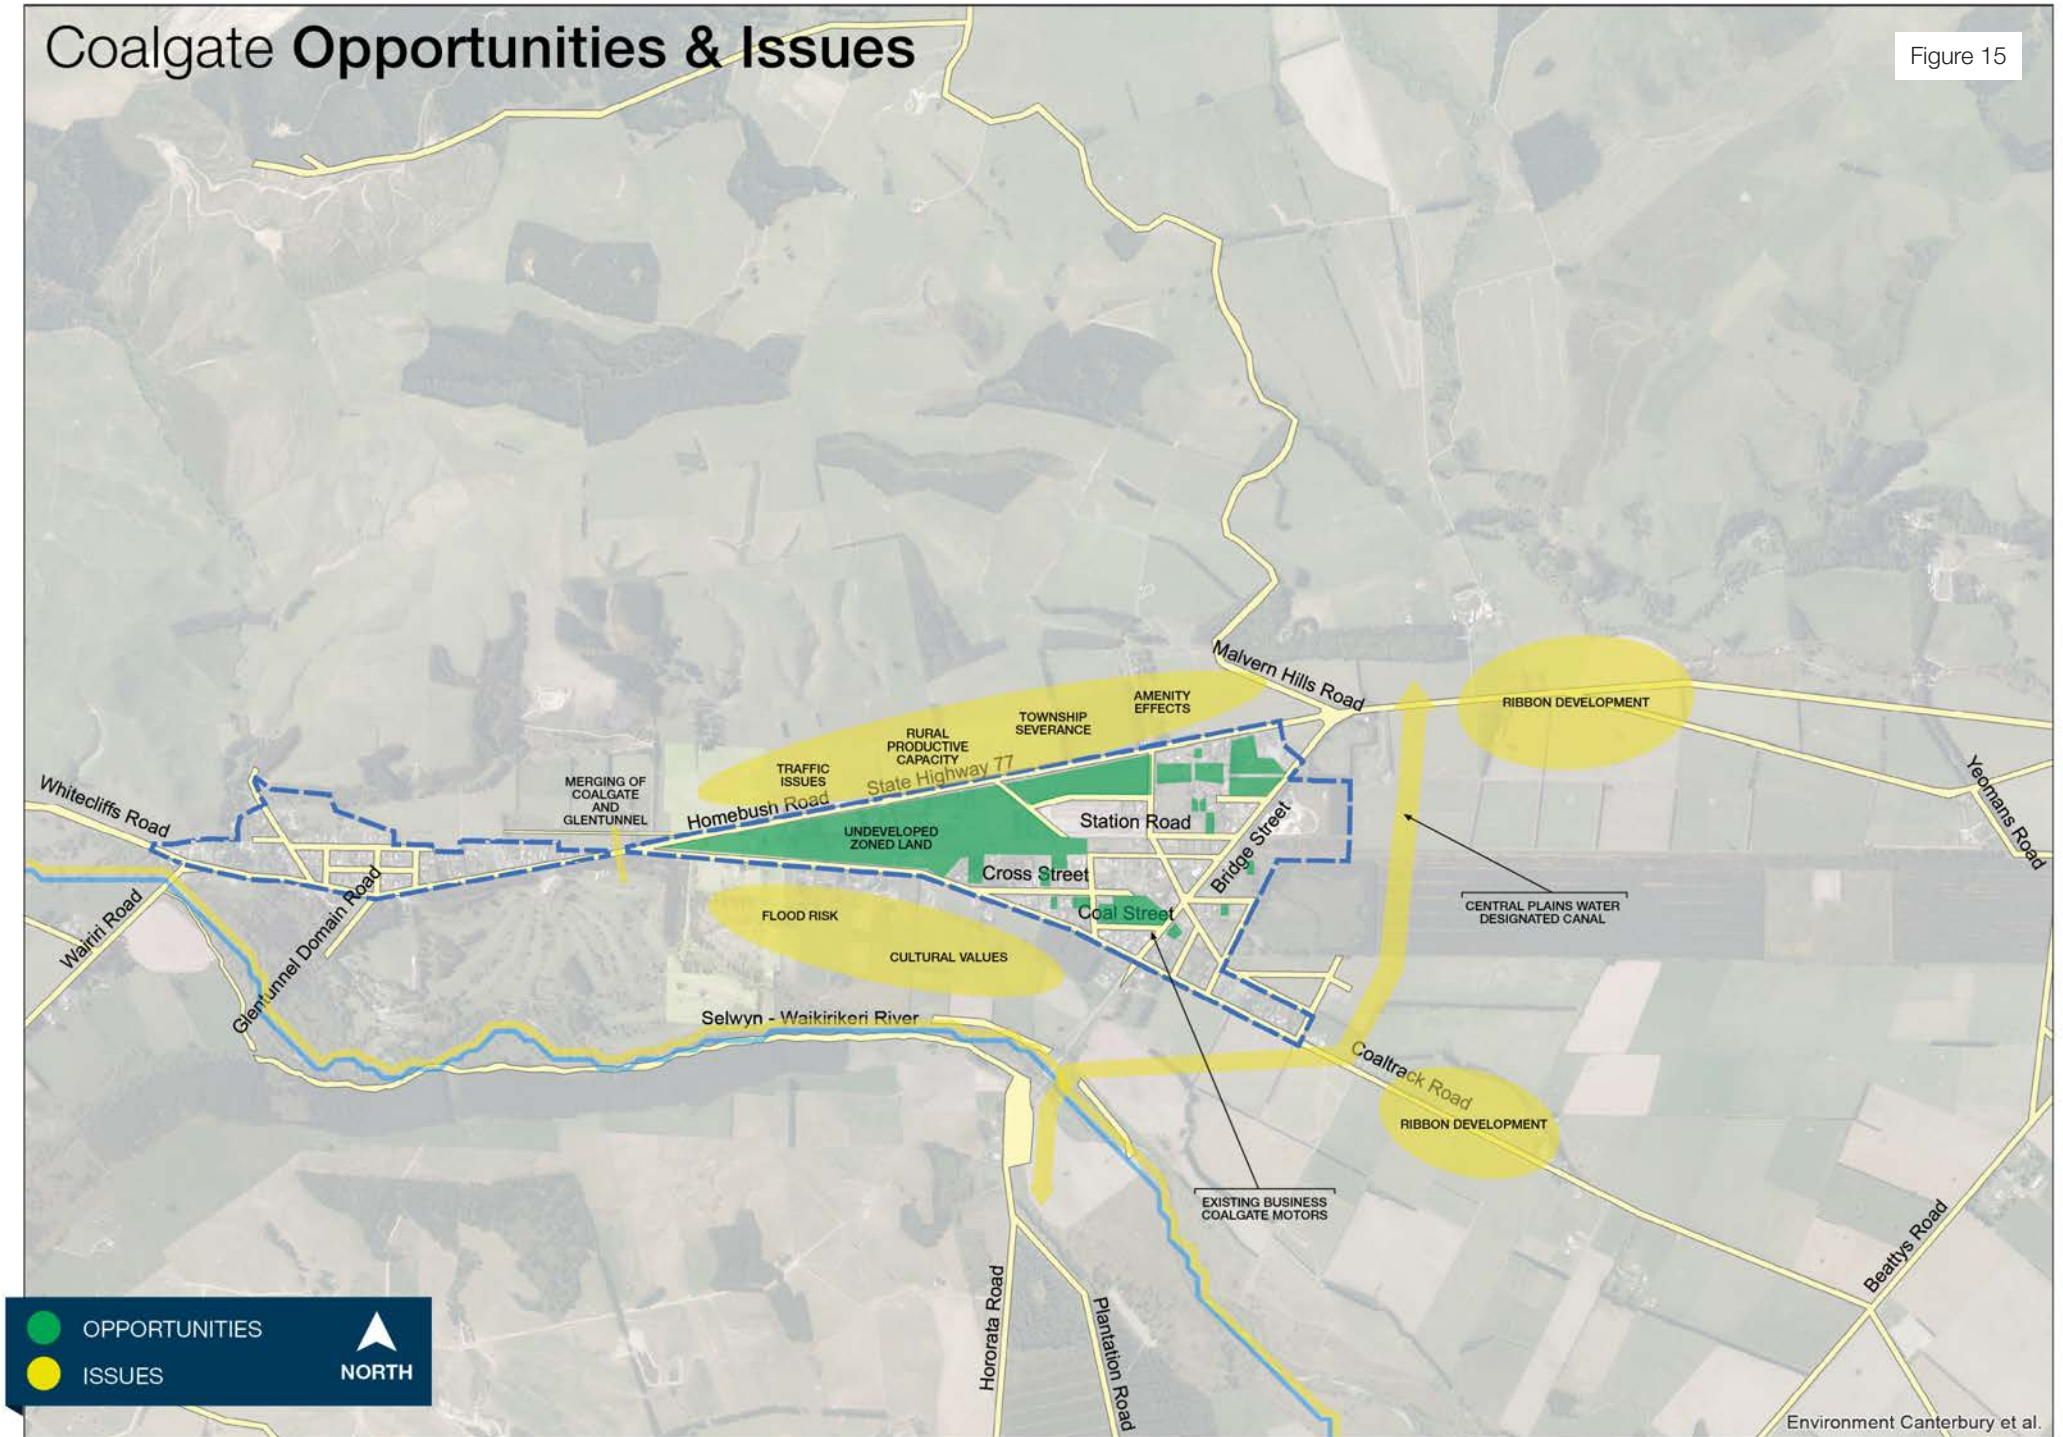 Coalgate Opportunities & Issues
Figure 15
Malvern Hills Road
AMENITY
EFFECTS
RIBBON DEVELOPMENT
TOWNSHIP
SEVERANCE
RURAL
PRODUCTIVE
CAPACITY
TRAFFIC
ISSUES
State Highway 77
Homebush Road
MERGING OF
COALGATE
AND
GLENTUNNEL
Whitecliffs Road
Yeomans Road
UNDEVELOPED
ZONED LAND
Station Road
Bridge Street
Cross Street
Coal Street
CENTRAL PLAINS WATER
DESIGNATED CANAL
Wairiri Road
Glentunnel Domain Road
FLOOD RISK
CULTURAL VALUES
Selwyn - Waikirikeri River
Coaltrack Road
RIBBON DEVELOPMENT
EXISTING BUSINESS
COALGATE MOTORS
Beattys Road
Hororata Road
Plantation Road
OPPORTUNITIES
ISSUES
NORTH
Environment Canterbury et al.